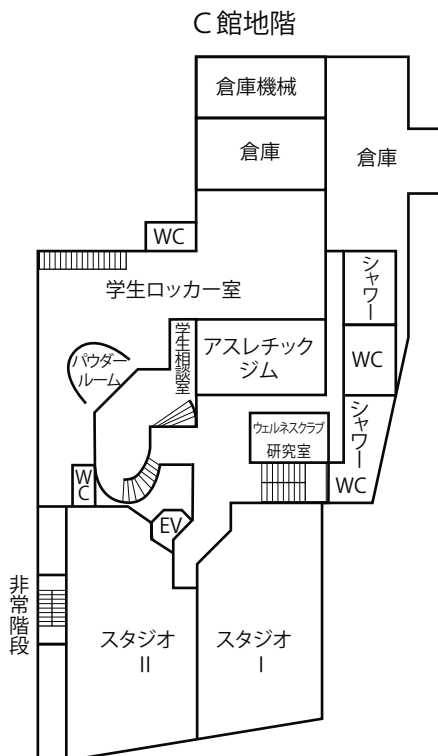 C館地階
倉庫機械
倉庫
倉庫
WC
学生ロッカー室
シャワー
学生相談室
アスレチック
ジム
パウダー
ルーム
WC
シャワー
ウェルネスクラブ
研究室
WC
WC
EV
非常階段
スタジオ
II
スタジオ
I